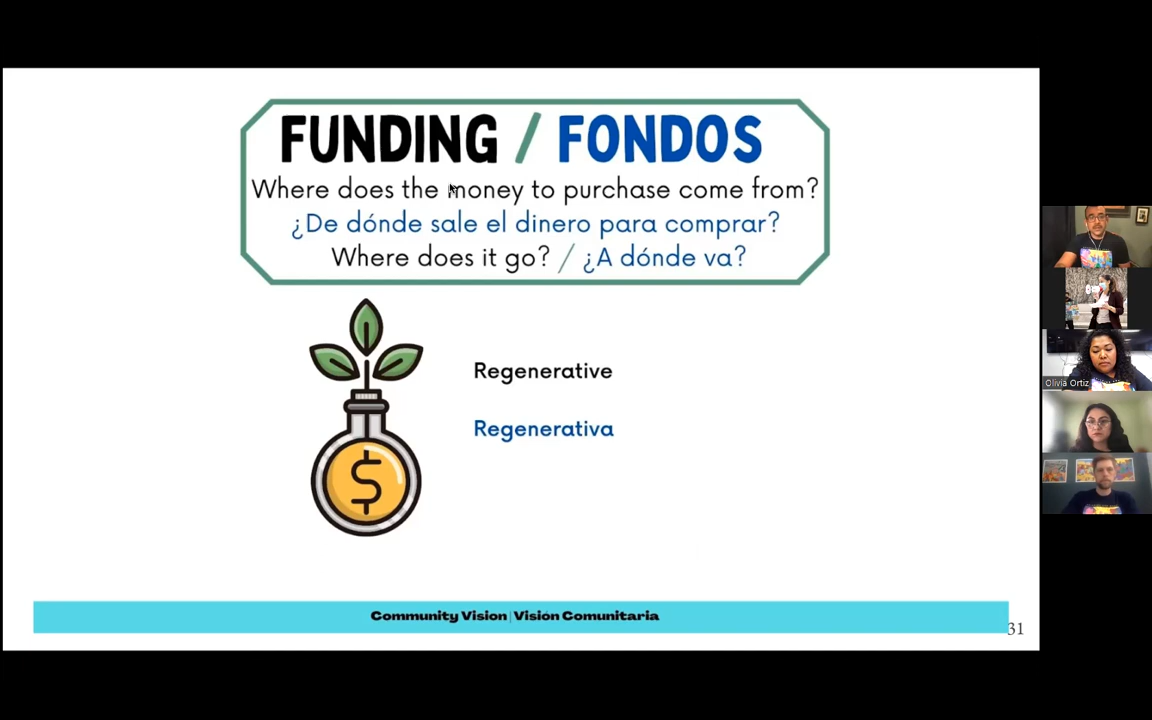 FUNDING / FONDOS
Where does the money to purchase come from?
¿De dónde sale el dinero para comprar?
Where does it go? / ¿A dónde va?
Regenerative
Regenerativa
$
Community Vision | Visión Comunitaria
31
Olivia Ortiz